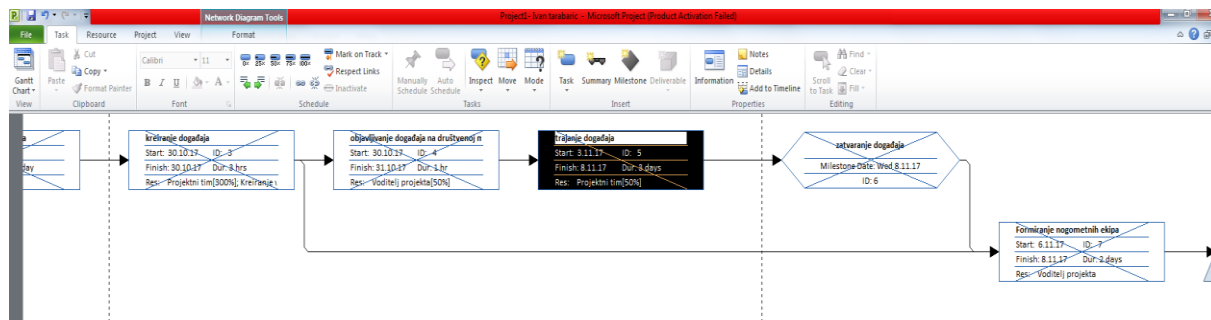 Network Diagram Tools
Project1- Ivan tarabaric - Microsoft Project (Product Activation Failed)
File Task Resource Project View Format
Gantt Chart
View
Paste
Cut
Copy
Format Painter
Clipboard
Calibri 11
B I U A
Font
0% 25% 50% 75% 100%
Mark on Track
Respect Links
Inactivate
Schedule
Manually Schedule
Auto Schedule
Inspect
Move
Mode
Tasks
Task
Summary
Milestone
Deliverable
Insert
Information
Notes
Details
Add to Timeline
Properties
Scroll to Task
Find
Clear
Fill
Editing
a
day
kreiranje događaja
Start: 30.10.17 ID: 3
Finish: 30.10.17 Dur: 3 hrs
Res: Projektni tim[300%]; Kreiranje
objavljivanje događaja na društvenoj m
Start: 30.10.17 ID: 4
Finish: 31.10.17 Dur: 1 hr
Res: Voditelj projekta[50%]
trajanje događaja
Start: 3.11.17 ID: 5
Finish: 8.11.17 Dur: 3 days
Res: Projektni tim[50%]
zatvaranje događaja
Milestone Date: Wed 8.11.17
ID: 6
Formiranje nogometnih ekipa
Start: 6.11.17 ID: 7
Finish: 8.11.17 Dur: 2 days
Res: Voditelj projekta